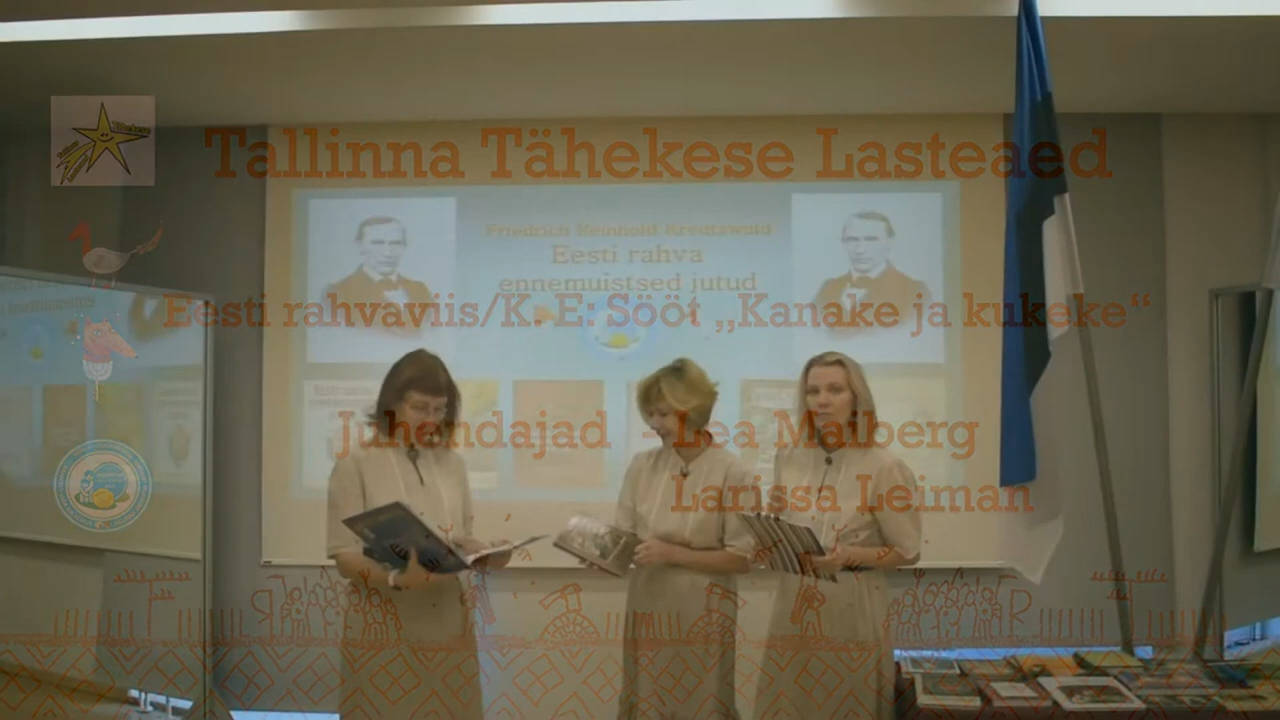 Tallinna Tähekese Lasteaed
Friedrich Reinhold Kreutzwald
Eesti rahva
ennemuistsed jutud
Eesti rahvaviis/K. E. Sööt „Kanake ja kukeke“
Juhendajad - Lea Malberg
Larissa Leiman